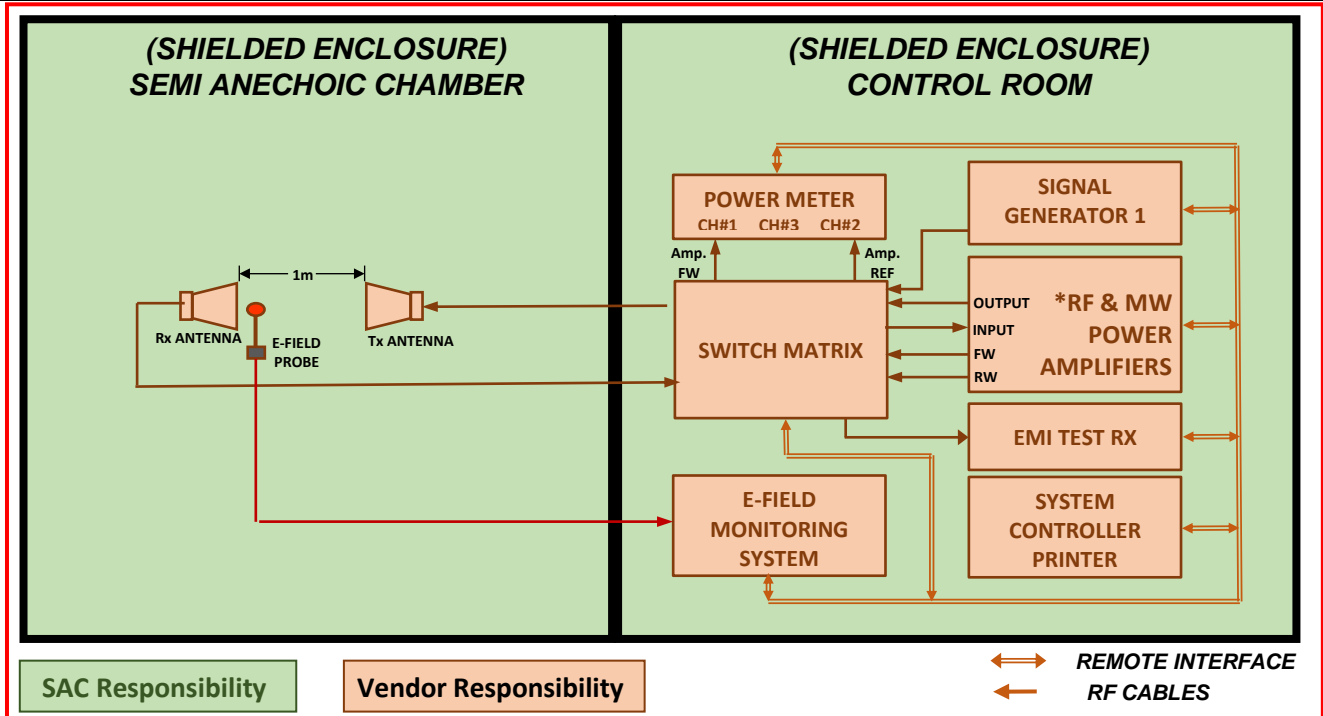 (SHIELDED ENCLOSURE)
SEMI ANECHOIC CHAMBER
(SHIELDED ENCLOSURE)
CONTROL ROOM
POWER METER
CH#1 CH#3 CH#2
SIGNAL
GENERATOR 1
Amp.
FW
Amp.
REF
1m
Rx ANTENNA
E-FIELD
PROBE
Tx ANTENNA
SWITCH MATRIX
OUTPUT
INPUT
FW
RW
*RF & MW
POWER
AMPLIFIERS
EMI TEST RX
E-FIELD
MONITORING
SYSTEM
SYSTEM
CONTROLLER
PRINTER
SAC Responsibility
Vendor Responsibility
REMOTE INTERFACE
RF CABLES